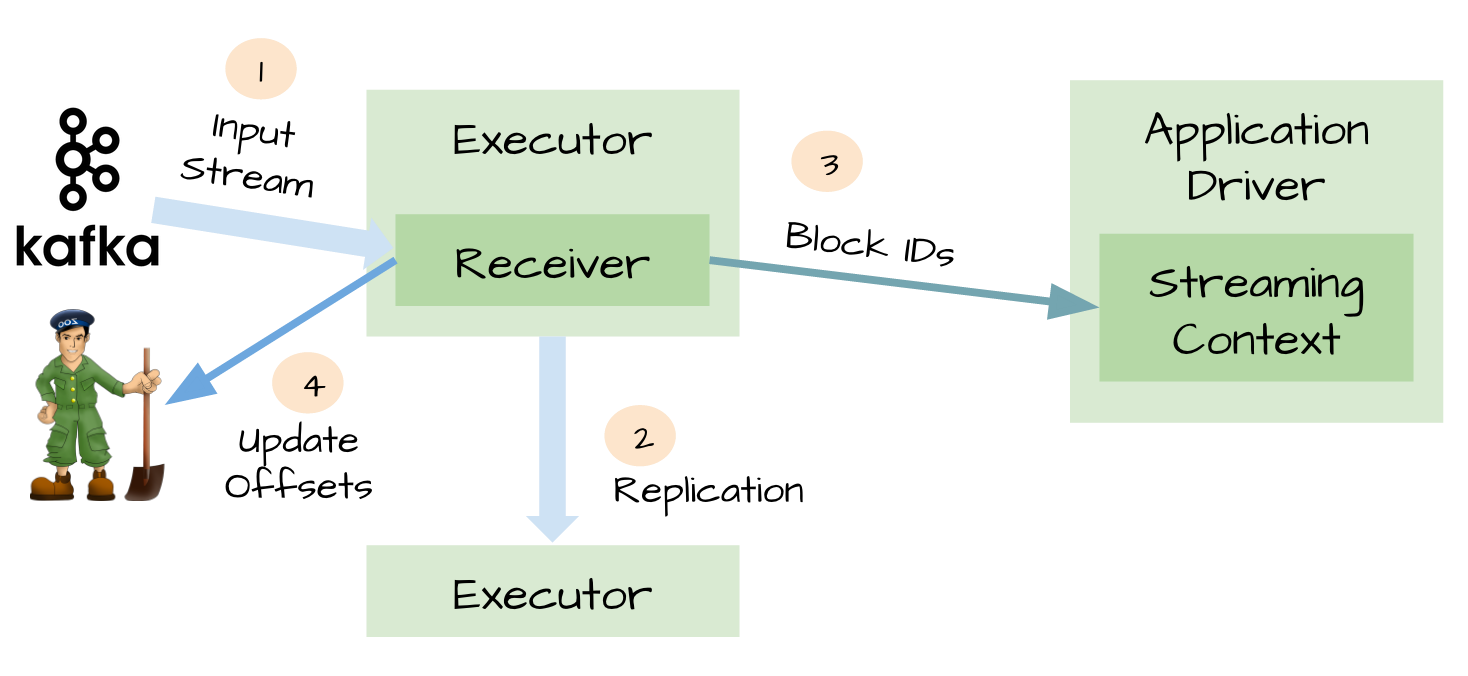 1
Input
Stream
kafka
Executor
Receiver
3
Block IDs
Application
Driver
Streaming
Context
4
Update
Offsets
2
Replication
Executor